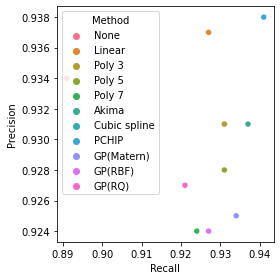 0.938
0.936
0.934
0.932
0.930
0.928
0.926
0.924
Precision
Method
None
Linear
Poly 3
Poly 5
Poly 7
Akima
Cubic spline
PCHIP
GP(Matern)
GP(RBF)
GP(RQ)
0.89 0.90 0.91 0.92 0.93 0.94
Recall